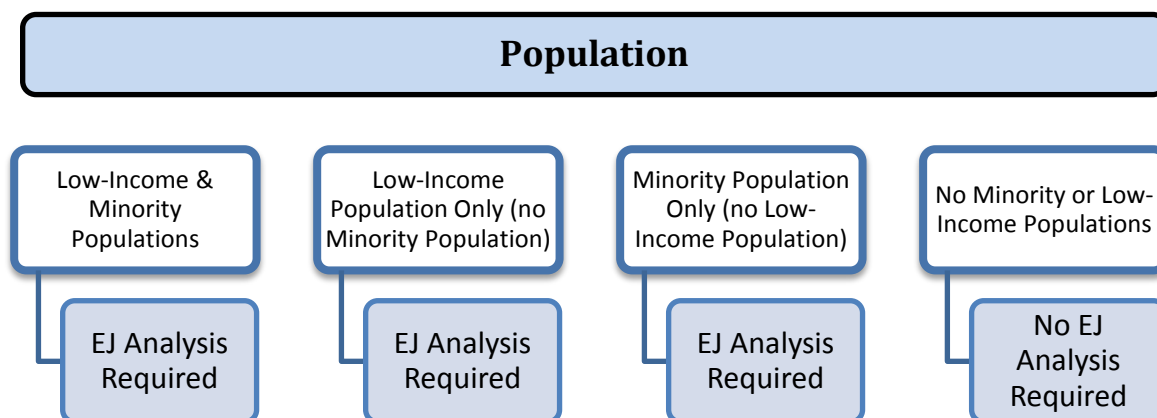 Population
Low-Income &
Minority
Populations
Low-Income
Population Only (no
Minority Population)
Minority Population
Only (no Low-
Income Population)
No Minority or Low-
Income Populations
EJ Analysis
Required
EJ Analysis
Required
EJ Analysis
Required
No EJ
Analysis
Required